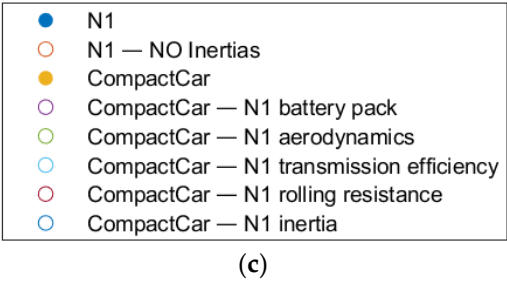 N1
N1 — NO Inertias
CompactCar
CompactCar — N1 battery pack
CompactCar — N1 aerodynamics
CompactCar — N1 transmission efficiency
CompactCar — N1 rolling resistance
CompactCar — N1 inertia
(c)